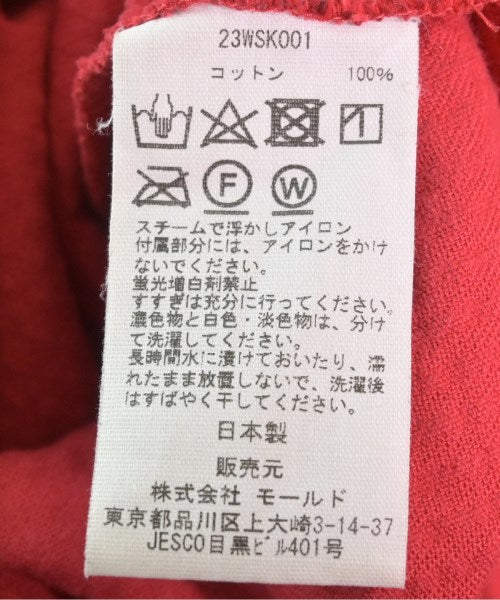 23WSK001
コットン 100%
F W
スチームで浮かしアイロン
付属部分には、アイロンをかけ
ないでください。
蛍光増白剤禁止
すすぎは充分に行ってください。
濃色物と白色・淡色物は、分け
て洗濯してください。
長時間水に漬けておいたり、濡
れたまま放置しないで、洗濯後
はすばやく干してください。
日本製
販売元
株式会社 モールド
東京都品川区上大崎3-14-37
JESCO目黒ビル401号